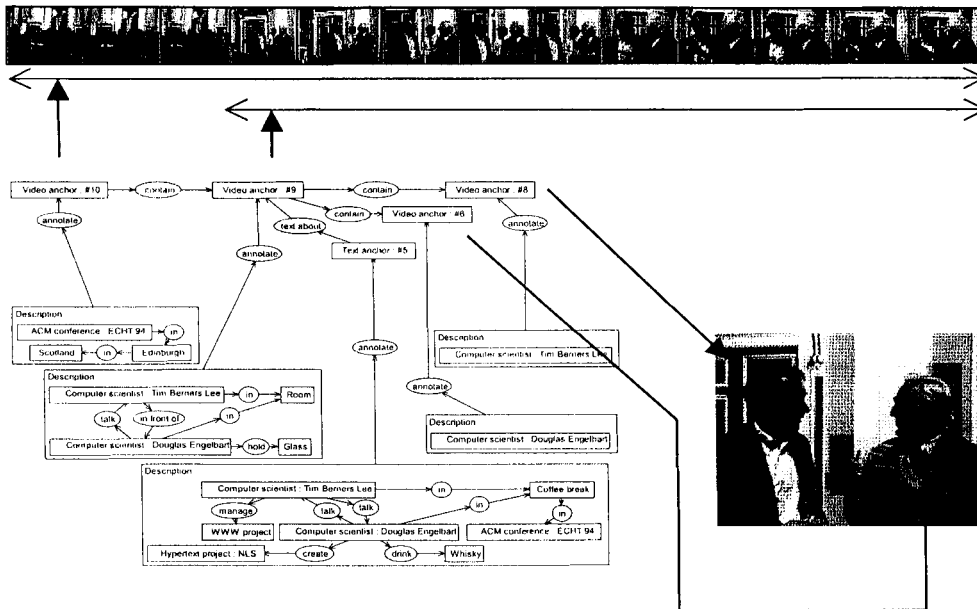 Video anchor : #10
contain
Video anchor : #9
contain
Video anchor : #8
annotate
contain
Video anchor : #6
text about
annotate
annotate
Text anchor : #5
Description
ACM conference : ECHT 94
in
Scotland
in
Edinburgh
annotate
Description
Computer scientist : Tim Berners Lee
Description
Computer scientist : Tim Berners Lee
in
Room
talk
in front of
in
Computer scientist : Douglas Engelbart
hold
Glass
annotate
Description
Computer scientist : Douglas Engelbart
Description
Computer scientist : Tim Berners Lee
in
Coffee break
manage
talk
talk
in
in
WWW project
Computer scientist : Douglas Engelbart
ACM conference : ECHT 94
Hypertext project : NLS
create
drink
Whisky